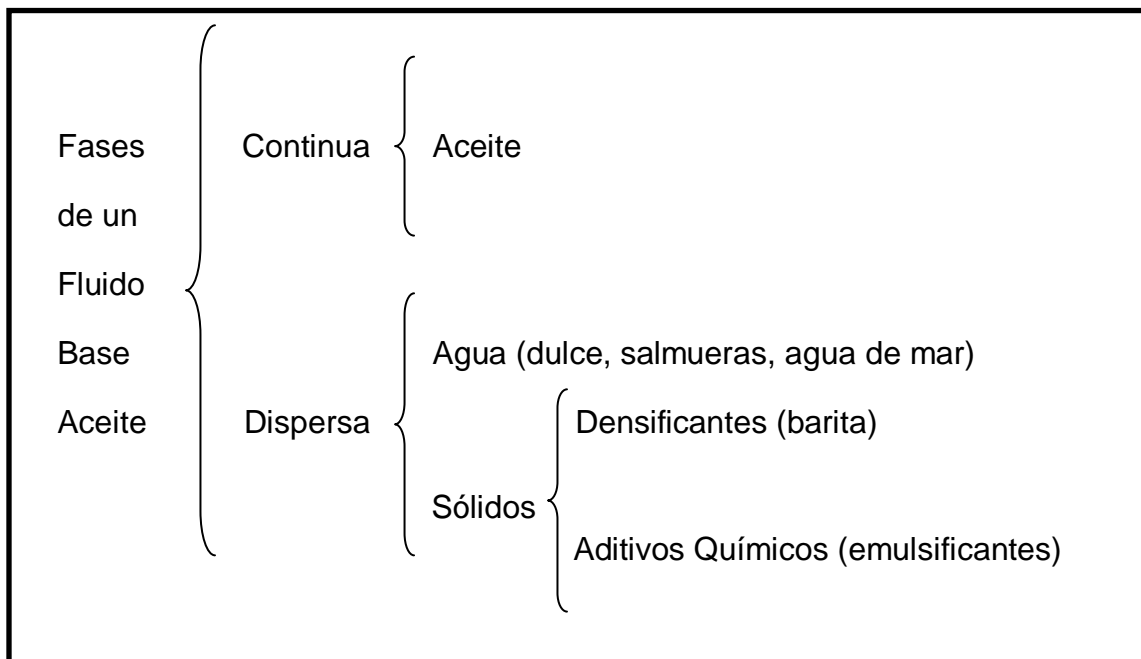 Fases
de un
Fluido
Base
Aceite
Continua
Aceite
Dispersa
Agua (dulce, salmueras, agua de mar)
Sólidos
Densificantes (barita)
Aditivos Químicos (emulsificantes)